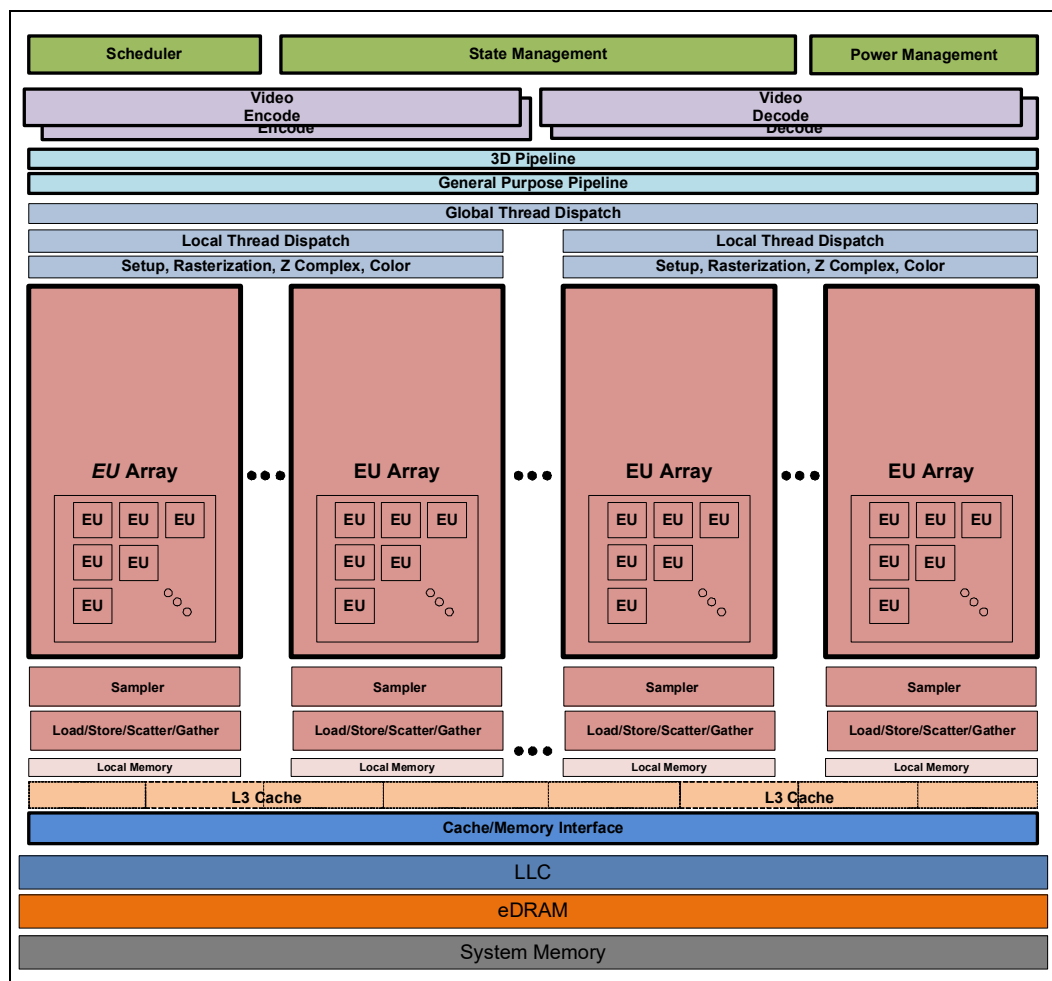 Scheduler
State Management
Power Management
Video
Encode
Encode
Video
Decode
Decode
3D Pipeline
General Purpose Pipeline
Global Thread Dispatch
Local Thread Dispatch
Local Thread Dispatch
Setup, Rasterization, Z Complex, Color
Setup, Rasterization, Z Complex, Color
EU Array
EU Array
EU Array
EU Array
EU EU EU
EU EU
EU
EU EU EU
EU EU
EU
EU EU EU
EU EU
EU
EU EU EU
EU EU
EU
Sampler
Sampler
Sampler
Sampler
Load/Store/Scatter/Gather
Load/Store/Scatter/Gather
Load/Store/Scatter/Gather
Load/Store/Scatter/Gather
Local Memory
Local Memory
Local Memory
Local Memory
L3 Cache
L3 Cache
Cache/Memory Interface
LLC
eDRAM
System Memory